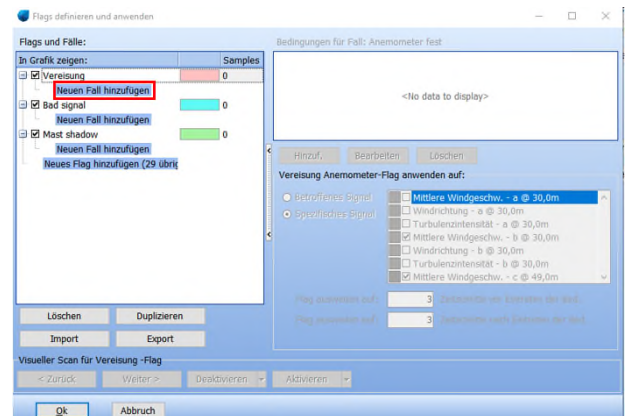 Flags definieren und anwenden
Flags und Fälle:
In Grafik zeigen: Samples
Vereisung 0
Neuen Fall hinzufügen
Bad signal 0
Neuen Fall hinzufügen
Mast shadow 0
Neuen Fall hinzufügen
Neues Flag hinzufügen (29 übrig
Löschen Duplizieren
Import Export
Bedingungen für Fall: Anemometer fest
<No data to display>
Hinzuf. Bearbeiten Löschen
Vereisung Anemometer-Flag anwenden auf:
Betroffenes Signal
Spezifisches Signal
Mittlere Windgeschw. - a @ 30,0m
Windrichtung - a @ 30,0m
Turbulenzintensität - a @ 30,0m
Mittlere Windgeschw. - b @ 30,0m
Windrichtung - b @ 30,0m
Turbulenzintensität - b @ 30,0m
Mittlere Windgeschw. - c @ 49,0m
Flag ausweiten auf: 3 Zeitschritte vor Eintreten der Bed.
Flag ausweiten auf: 3 Zeitschritte nach Eintreten der Bed.
Visueller Scan für Vereisung -Flag
< Zurück Weiter > Deaktivieren Aktivieren
Ok Abbruch